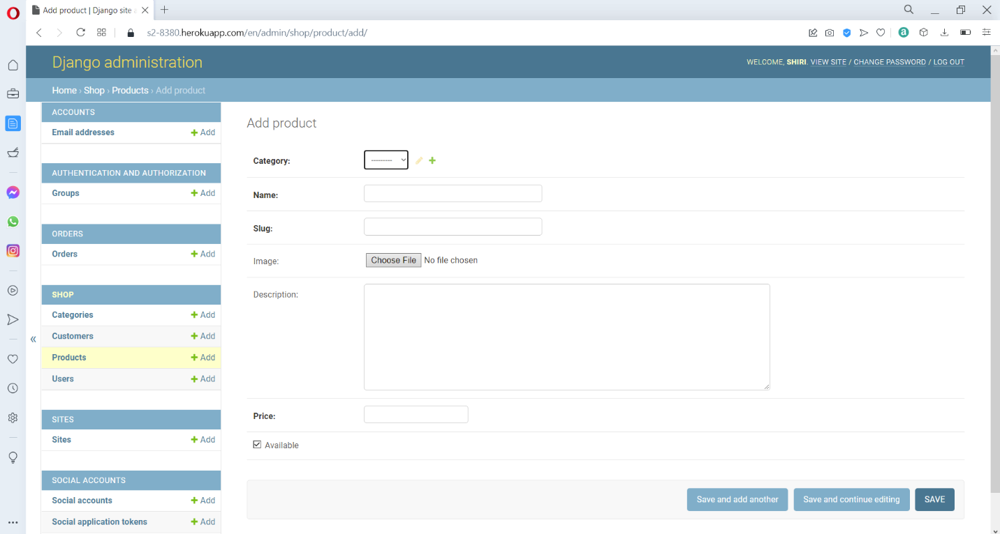 Add product | Django site a
s2-8380.herokuapp.com/en/admin/shop/product/add/
Django administration
WELCOME, SHIRI. VIEW SITE / CHANGE PASSWORD / LOG OUT
Home › Shop › Products › Add product
ACCOUNTS
Email addresses Add
AUTHENTICATION AND AUTHORIZATION
Groups Add
ORDERS
Orders Add
SHOP
Categories Add
Customers Add
Products Add
Users Add
SITES
Sites Add
SOCIAL ACCOUNTS
Social accounts Add
Social application tokens Add
«
Add product
Category: ---------
Name:
Slug:
Image: Choose File No file chosen
Description:
Price:
Available
Save and add another Save and continue editing SAVE